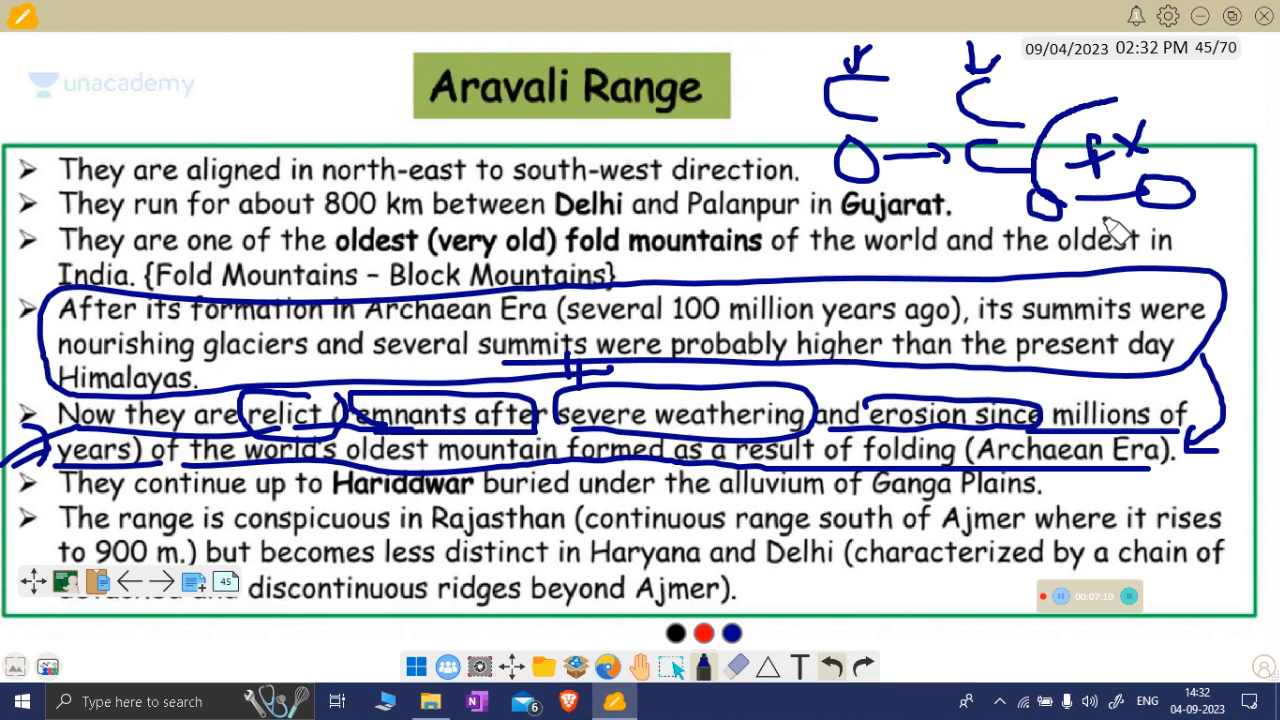 09/04/2023 02:32 PM 45/70
unacademy
Aravali Range
➤ They are aligned in north-east to south-west direction.
➤ They run for about 800 km between Delhi and Palanpur in Gujarat.
➤ They are one of the oldest (very old) fold mountains of the world and the oldest in
India. {Fold Mountains – Block Mountains}
➤ After its formation in Archaean Era (several 100 million years ago), its summits were
nourishing glaciers and several summits were probably higher than the present day
Himalayas.
➤ Now they are relict (remnants after severe weathering and erosion since millions of
years) of the world's oldest mountain formed as a result of folding (Archaean Era).
➤ They continue up to Hariddwar buried under the alluvium of Ganga Plains.
➤ The range is conspicuous in Rajasthan (continuous range south of Ajmer where it rises
to 900 m.) but becomes less distinct in Haryana and Delhi (characterized by a chain of
discontinuous ridges beyond Ajmer).
45
00:07:10
Type here to search
6
ENG
14:32
04-09-2023